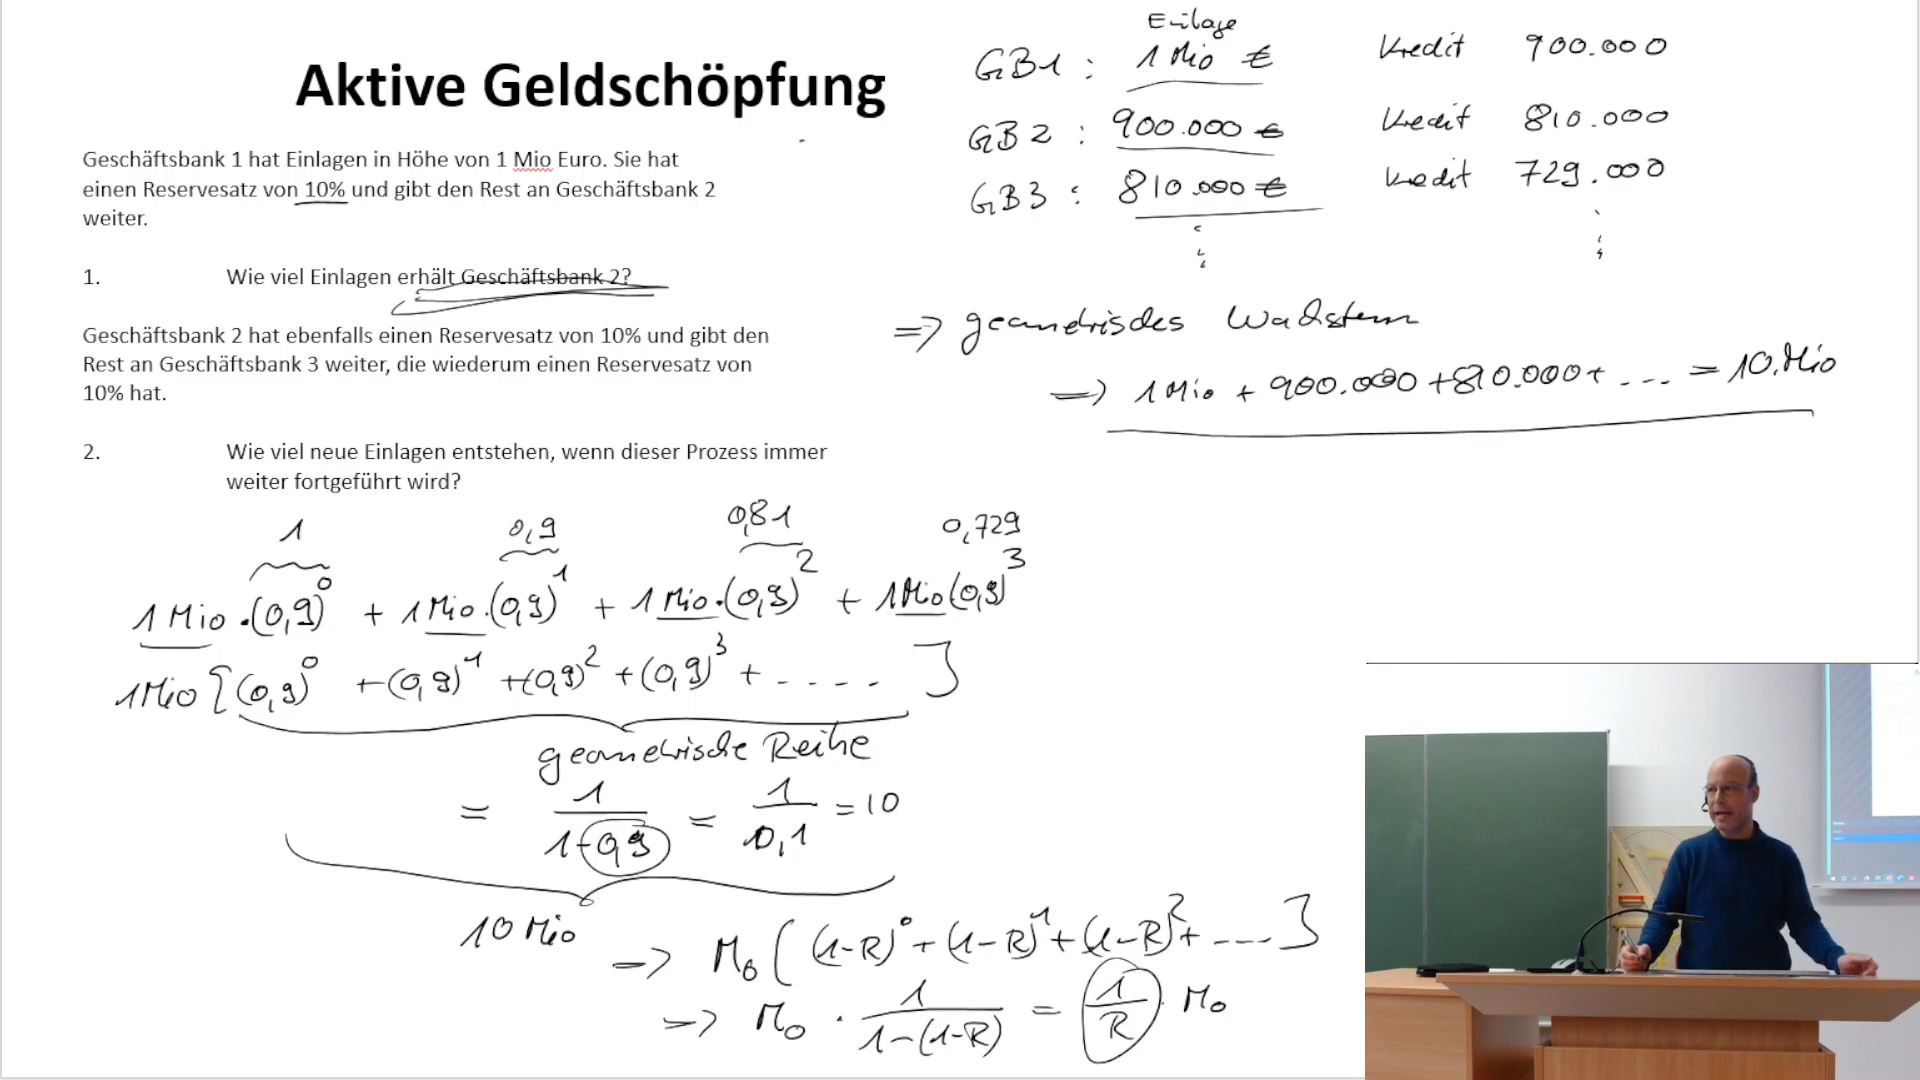 Aktive Geldschöpfung
Geschäftsbank 1 hat Einlagen in Höhe von 1 Mio Euro. Sie hat
einen Reservesatz von 10% und gibt den Rest an Geschäftsbank 2
weiter.
1. Wie viel Einlagen erhält Geschäftsbank 2?
Geschäftsbank 2 hat ebenfalls einen Reservesatz von 10% und gibt den
Rest an Geschäftsbank 3 weiter, die wiederum einen Reservesatz von
10% hat.
2. Wie viel neue Einlagen entstehen, wenn dieser Prozess immer
weiter fortgeführt wird?
Einlage
GB1 : 1 Mio € Kredit 900.000
GB2 : 900.000 € Kredit 810.000
GB3 : 810.000 € Kredit 729.000
=> geometrisches Wachstum
=> 1 Mio + 900.000 + 810.000 + .... = 10 Mio
1 0,9 0,81 0,729
1 Mio·(0,9)⁰ + 1 Mio·(0,9)¹ + 1 Mio·(0,9)² + 1 Mio(0,9)³
1 Mio [(0,9)⁰ + (0,9)¹ + (0,9)² + (0,9)³ + ..... ]
geometrische Reihe
= 1/(1-0,9) = 1/0,1 = 10
10 Mio
=> M₀ [ (1-R)⁰ + (1-R)¹ + (1-R)² + .... ]
=> M₀ · 1/(1-(1-R)) = 1/R · M₀